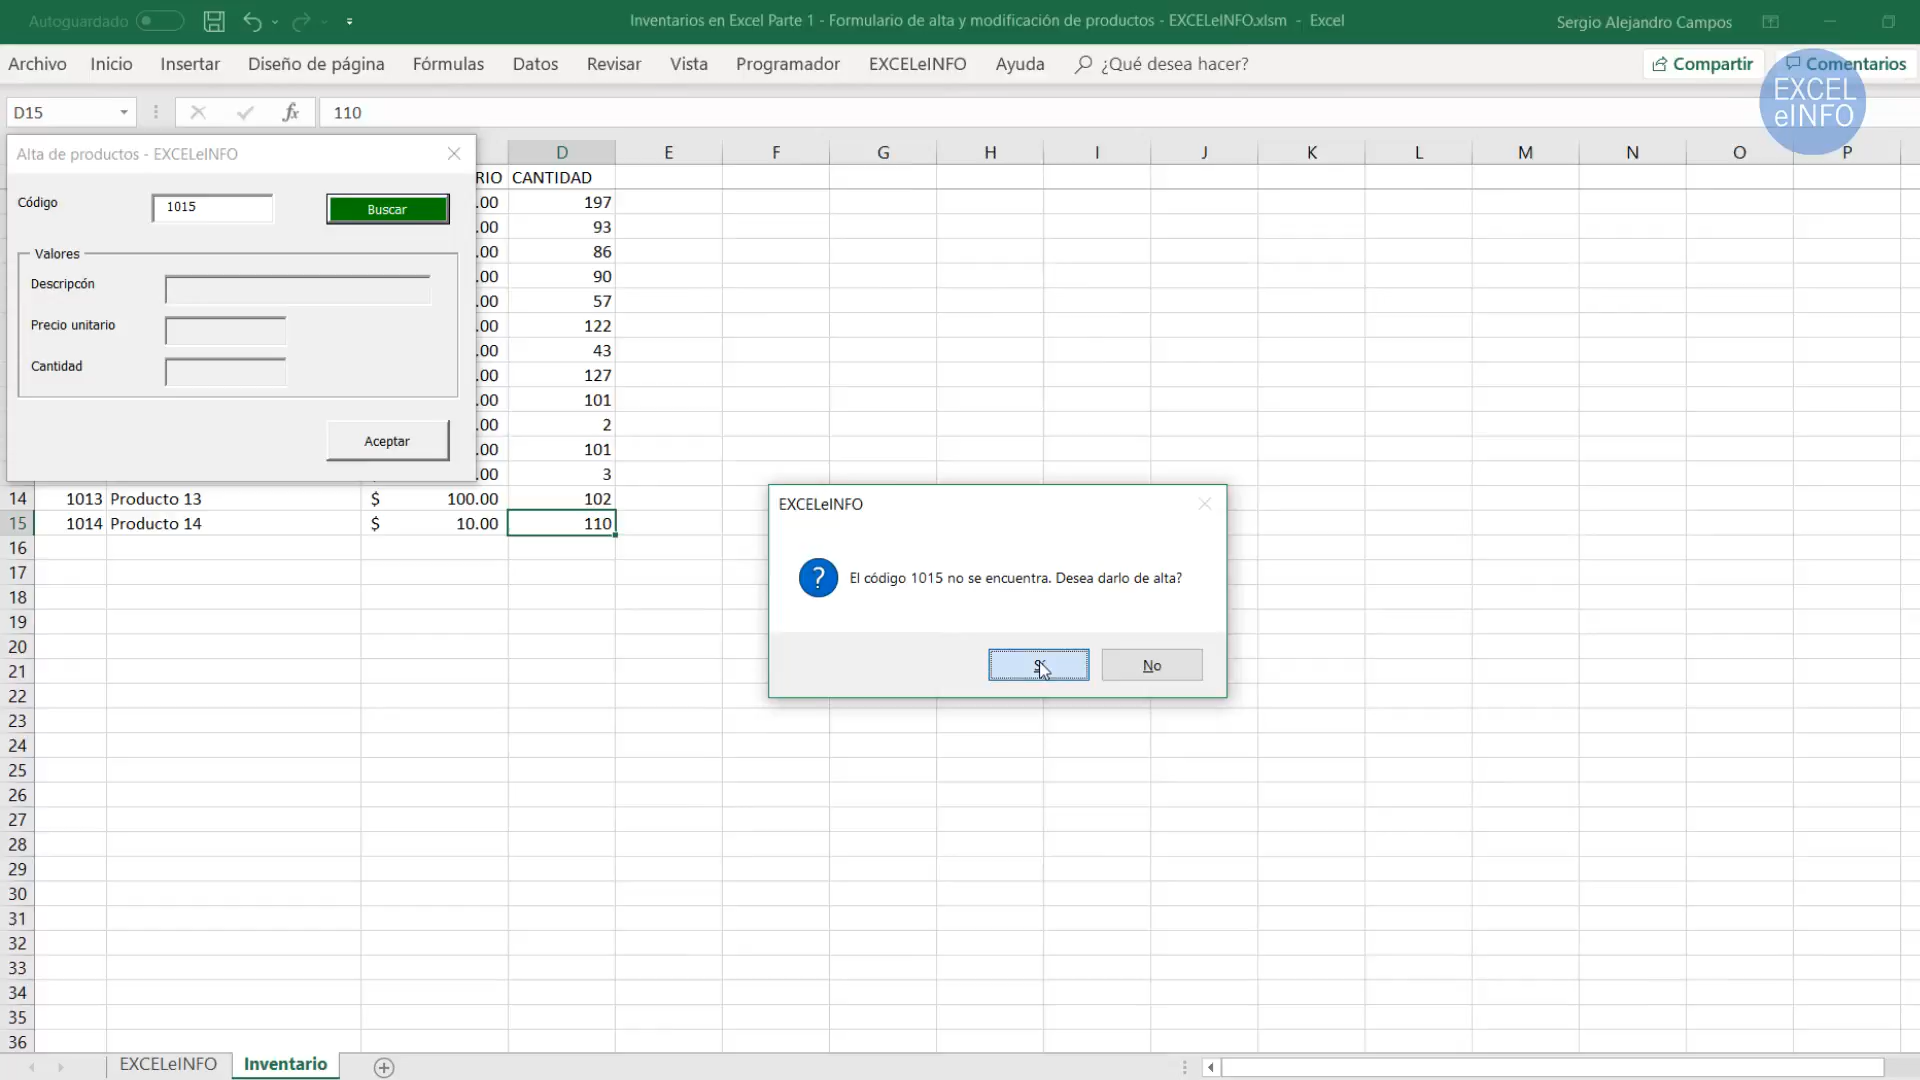 Autoguardado
Inventarios en Excel Parte 1 - Formulario de alta y modificación de productos - EXCELeINFO.xlsm - Excel
Sergio Alejandro Campos
Archivo Inicio Insertar Diseño de página Fórmulas Datos Revisar Vista Programador EXCELeINFO Ayuda ¿Qué desea hacer? Compartir Comentarios
EXCEL
eINFO
D15 fx 110
Alta de productos - EXCELeINFO
Código 1015 Buscar
Valores
Descripcón
Precio unitario
Cantidad
Aceptar
D E F G H I J K L M N O P
RIO CANTIDAD
.00 197
.00 93
.00 86
.00 90
.00 57
.00 122
.00 43
.00 127
.00 101
.00 2
.00 101
.00 3
14 1013 Producto 13 $ 100.00 102
15 1014 Producto 14 $ 10.00 110
16
17
18
19
20
21
22
23
24
25
26
27
28
29
30
31
32
33
34
35
36
EXCELeINFO
El código 1015 no se encuentra. Desea darlo de alta?
No
EXCELeINFO Inventario